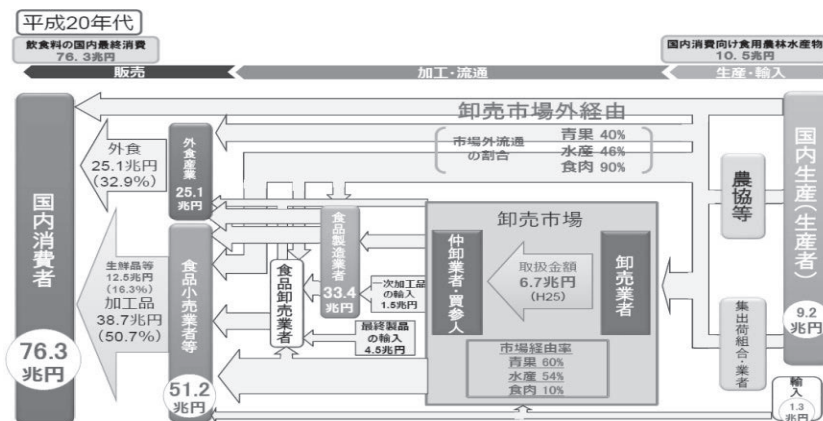 平成20年代
飲食料の国内最終消費
76.3兆円
国内消費向け食用農林水産物
10.5兆円
販売
加工・流通
生産・輸入
卸売市場外経由
市場外流通
の割合
青果 40%
水産 46%
食肉 90%
国内消費者
76.3
兆円
外食
25.1兆円
(32.9%)
生鮮品等
12.5兆円
(16.3%)
加工品
38.7兆円
(50.7%)
外食産業
25.1
兆円
食品小売業者等
51.2
兆円
食品卸売業者
食品製造業者
33.4
兆円
一次加工品
の輸入
1.5兆円
最終製品
の輸入
4.5兆円
卸売市場
仲卸業者・買参人
取扱金額
6.7兆円
(H25)
卸売業者
市場経由率
青果 60%
水産 54%
食肉 10%
農協等
集出荷組合・業者
国内生産(生産者)
9.2
兆円
輸入
1.3
兆円